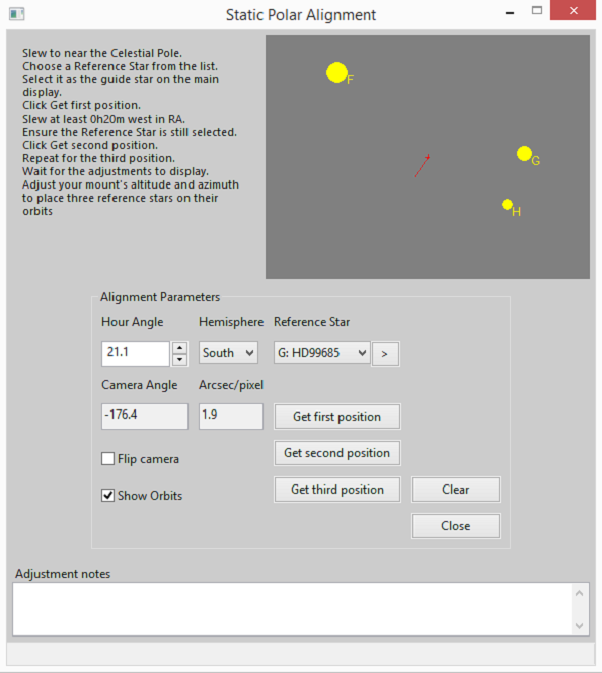 Static Polar Alignment
Slew to near the Celestial Pole.
Choose a Reference Star from the list.
Select it as the guide star on the main
display.
Click Get first position.
Slew at least 0h20m west in RA.
Ensure the Reference Star is still selected.
Click Get second position.
Repeat for the third position.
Wait for the adjustments to display.
Adjust your mount's altitude and azimuth
to place three reference stars on their
orbits
F
G
H
Alignment Parameters
Hour Angle Hemisphere Reference Star
21.1 South G: HD99685 >
Camera Angle Arcsec/pixel
-176.4 1.9 Get first position
Flip camera Get second position
Show Orbits Get third position Clear
Close
Adjustment notes